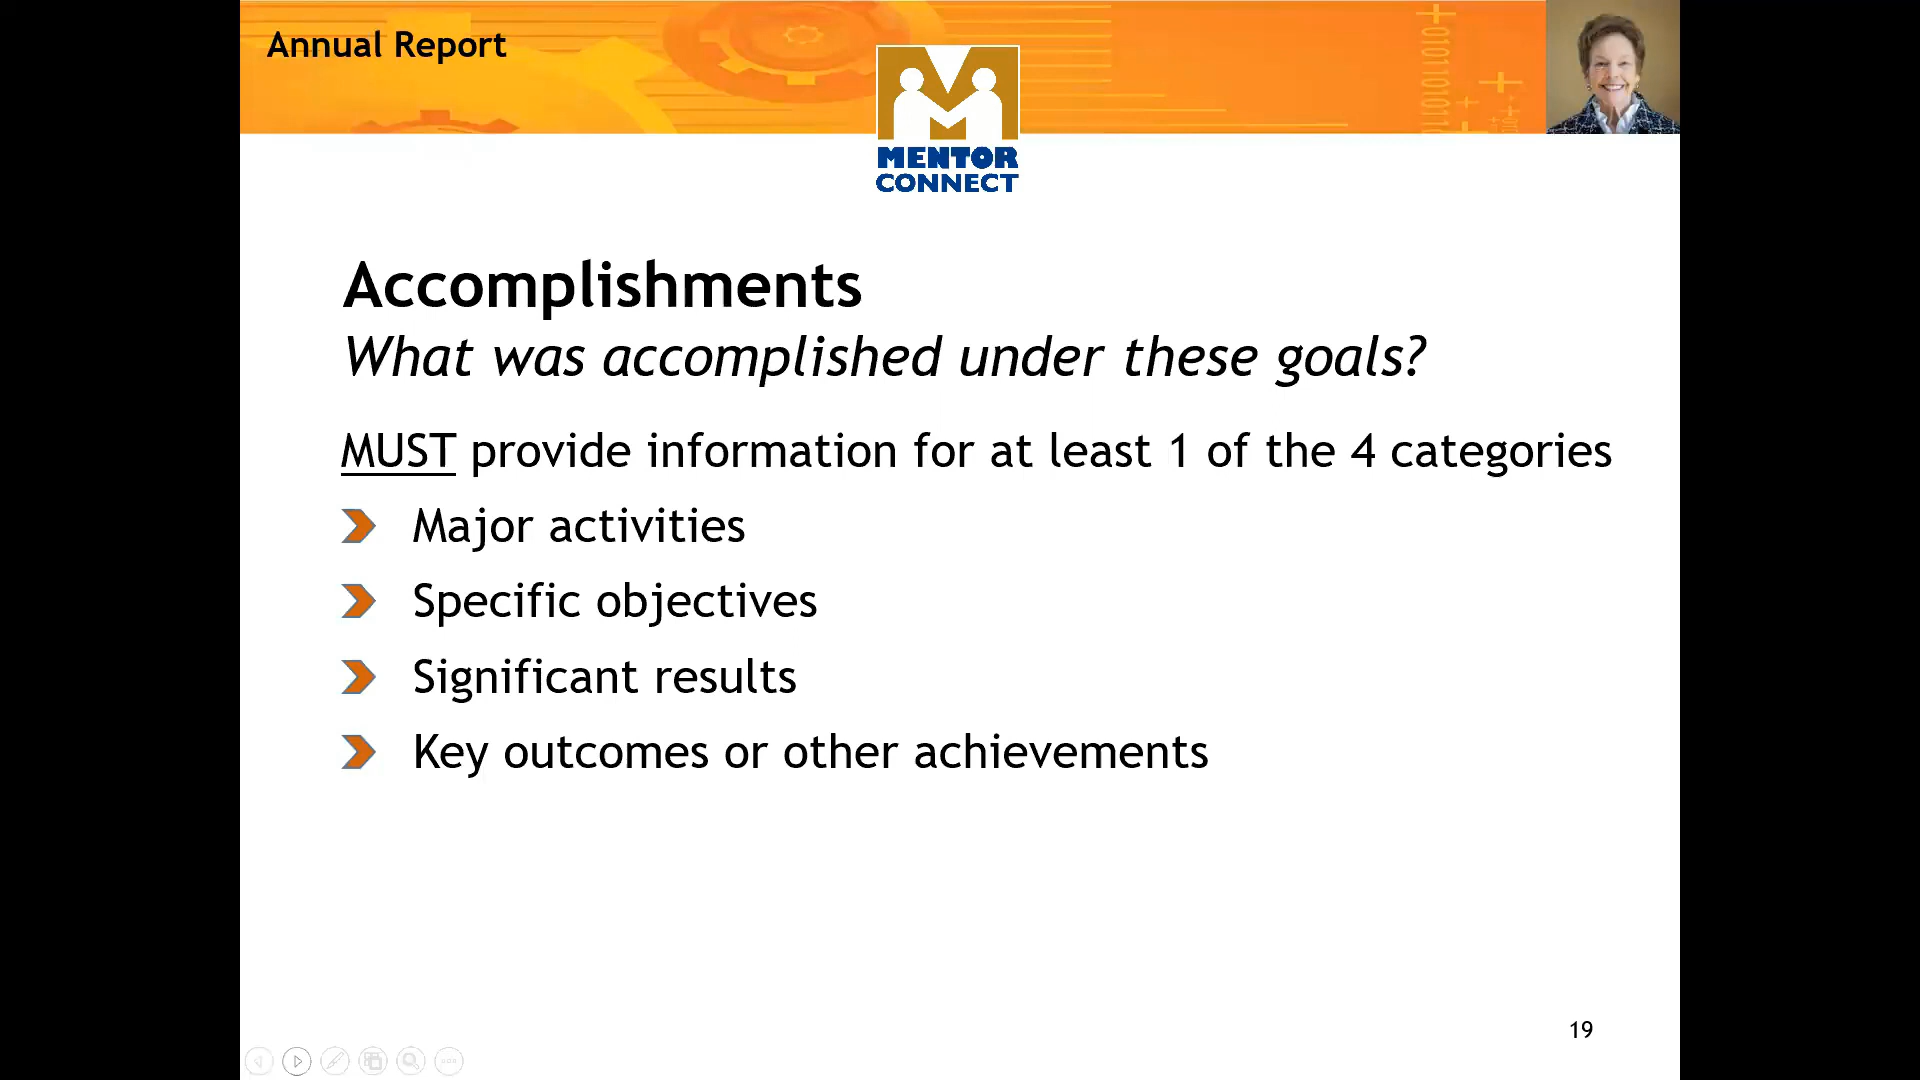 Annual Report
MENTOR
CONNECT
Accomplishments
What was accomplished under these goals?
MUST provide information for at least 1 of the 4 categories
Major activities
Specific objectives
Significant results
Key outcomes or other achievements
19